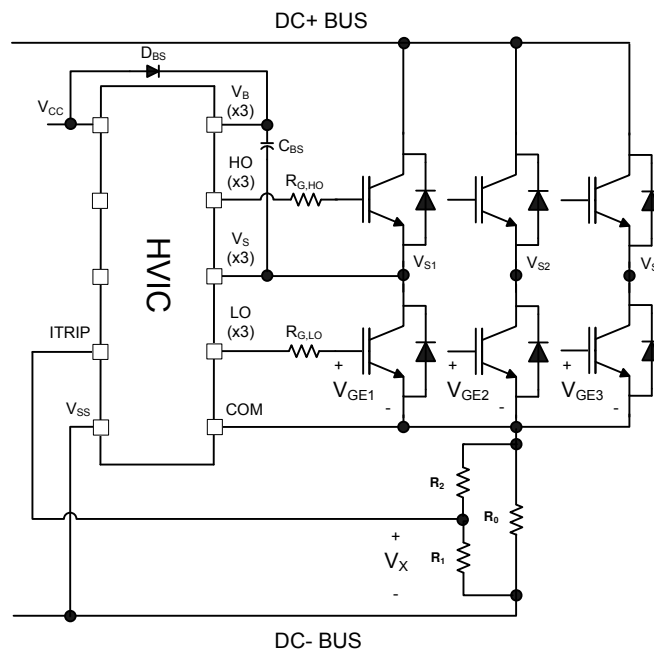 DC+ BUS
DBS
VCC
VB
(x3)
CBS
HO
(x3)
RG,HO
VS
(x3)
VS1
VS2
VS
HVIC
LO
(x3)
RG,LO
ITRIP
+
VGE1
-
+
VGE2
-
+
VGE3
-
VSS
COM
R2
R0
+
VX
-
R1
DC- BUS